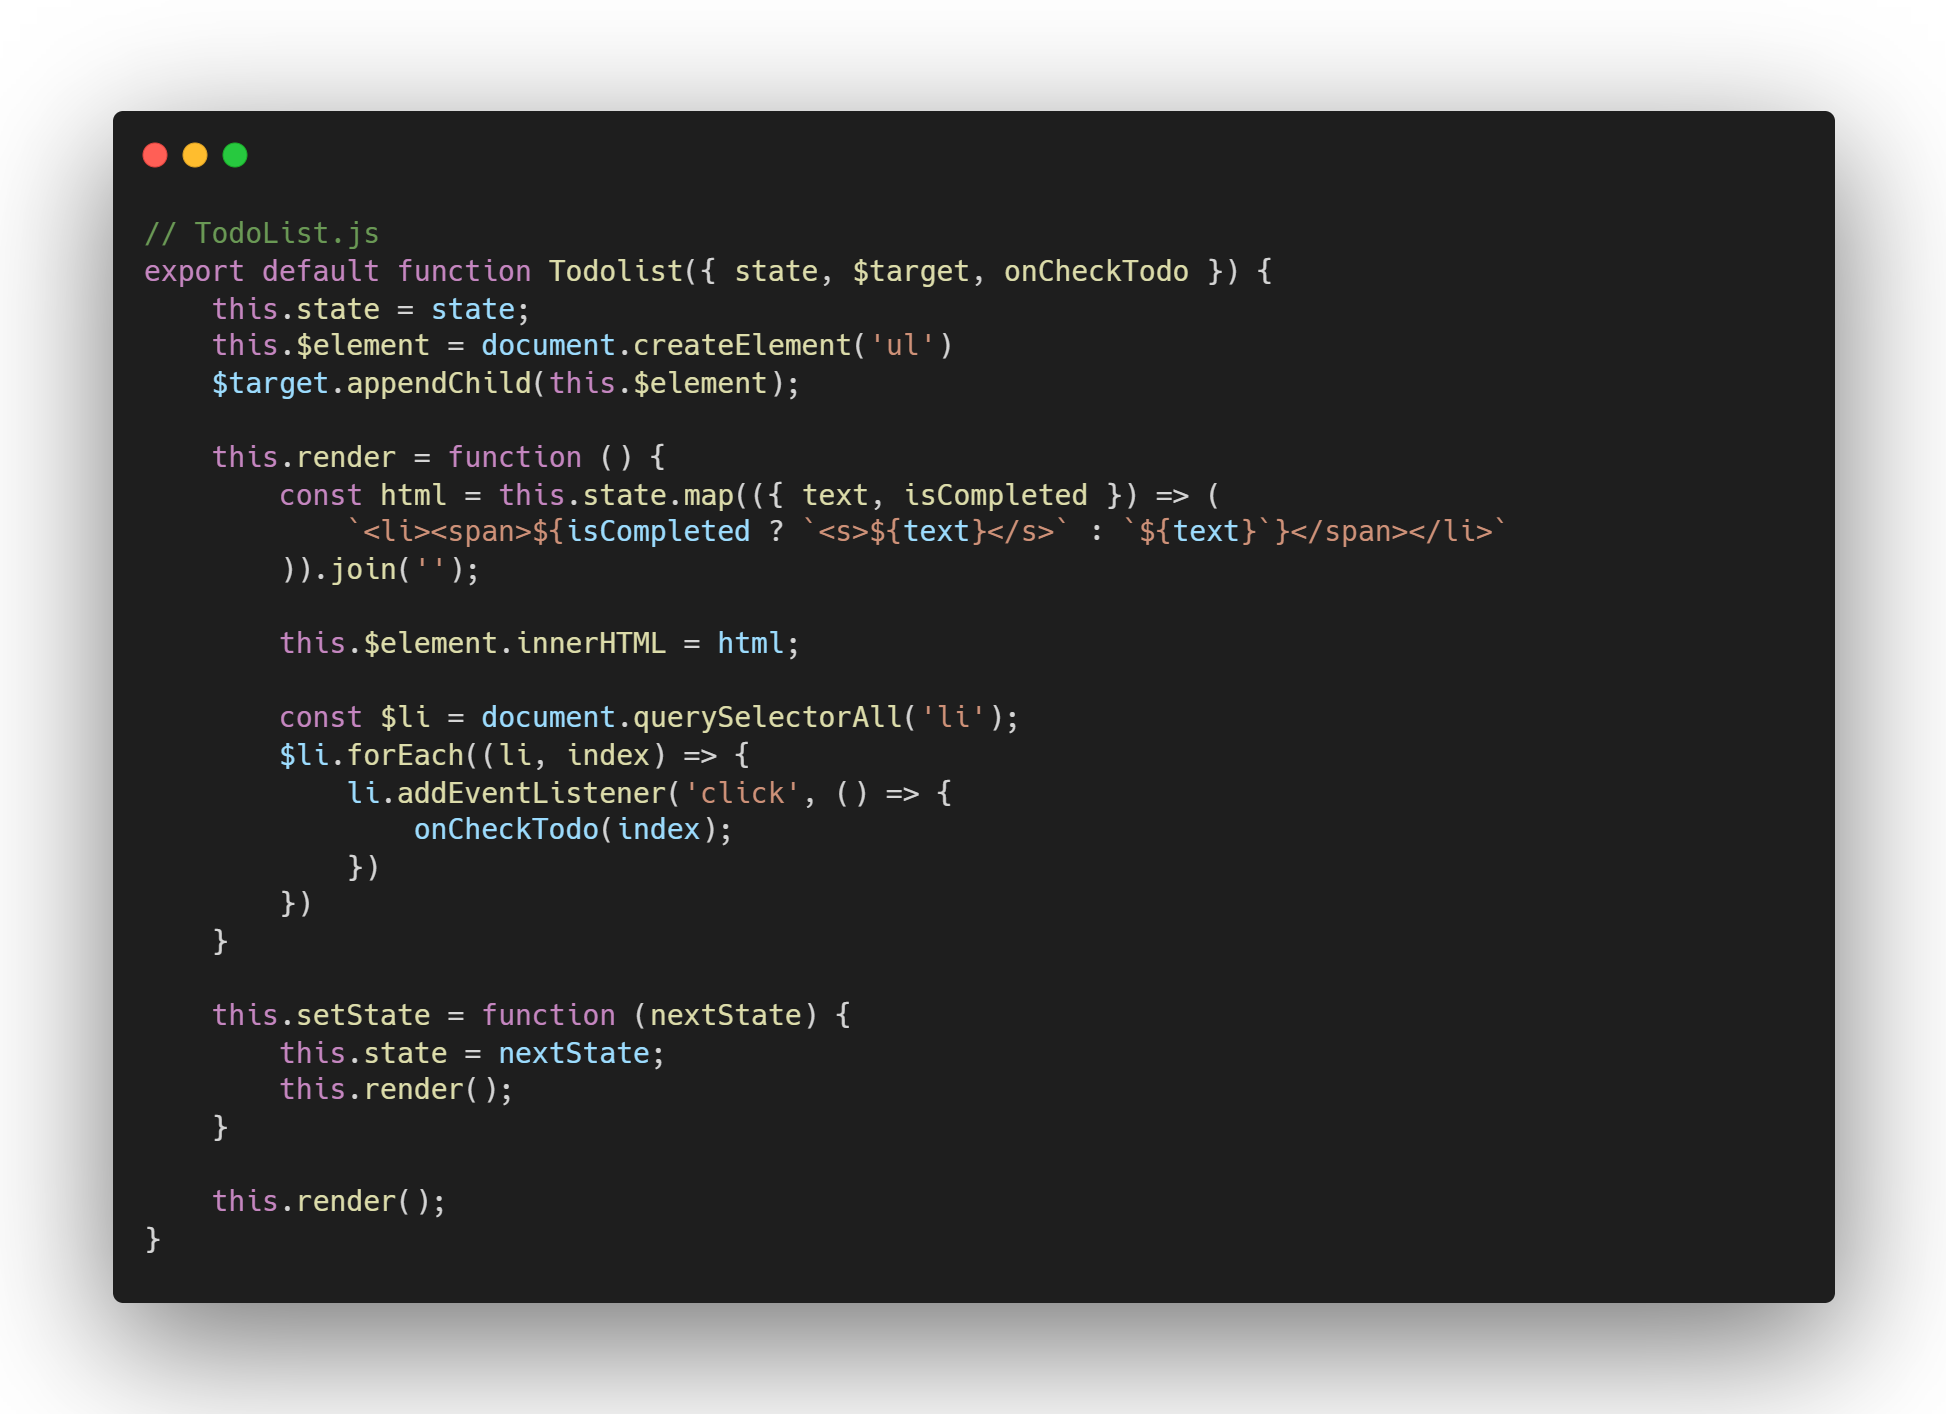 // TodoList.js
export default function Todolist({ state, $target, onCheckTodo }) {
    this.state = state;
    this.$element = document.createElement('ul')
    $target.appendChild(this.$element);

    this.render = function () {
        const html = this.state.map(({ text, isCompleted }) => (
            `<li><span>${isCompleted ? `<s>${text}</s>` : `${text}`}</span></li>`
        )).join('');

        this.$element.innerHTML = html;

        const $li = document.querySelectorAll('li');
        $li.forEach((li, index) => {
            li.addEventListener('click', () => {
                onCheckTodo(index);
            })
        })
    }

    this.setState = function (nextState) {
        this.state = nextState;
        this.render();
    }

    this.render();
}